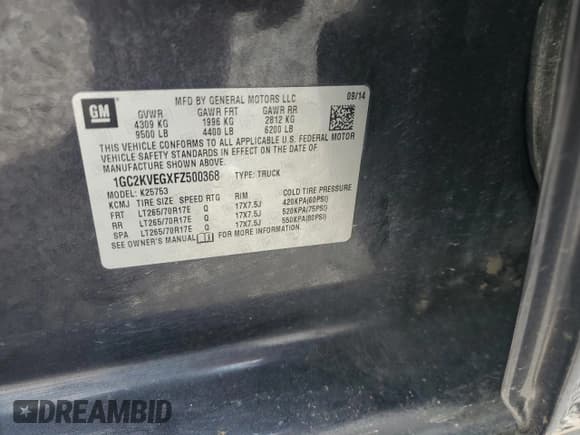 GM
MFD BY GENERAL MOTORS LLC 09/14
GVWR GAWR FRT GAWR RR
4309 KG 1996 KG 2812 KG
9500 LB 4400 LB 6200 LB
THIS VEHICLE CONFORMS TO ALL APPLICABLE U.S. FEDERAL MOTOR
VEHICLE SAFETY STANDARDS IN EFFECT ON THE DATE OF
MANUFACTURE SHOWN ABOVE.
1GC2KVEGXFZ500368 TYPE: TRUCK
MODEL: K25753
KCMJ TIRE SIZE SPEED RTG RIM COLD TIRE PRESSURE
FRT LT265/70R17E Q 17X7.5J 420KPA(60PSI)
RR LT265/70R17E Q 17X7.5J 520KPA(75PSI)
SPA LT265/70R17E Q 17X7.5J 550KPA(80PSI)
SEE OWNER'S MANUAL FOR MORE INFORMATION.
DREAMBID